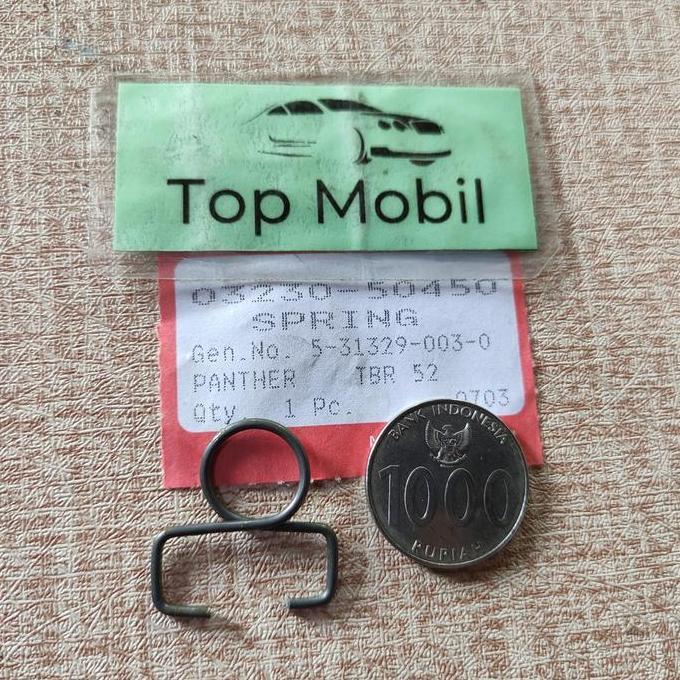 Top Mobil
03230-50450
SPRING
Gen.No. 5-31329-003-0
PANTHER TBR 52
Qty. 1 Pc. 0703
BANK INDONESIA
1000
RUPIAH